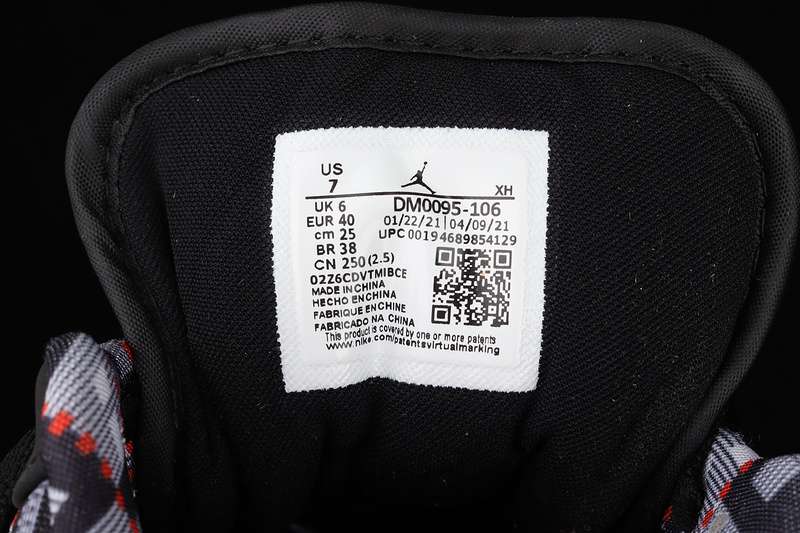 US
7
XH
UK 6
DM0095-106
EUR 40
01/22/21 | 04/09/21
cm 25
UPC 00194689854129
BR 38
CN 250 (2.5)
02Z6CDVTMIBCE
MADE IN CHINA
HECHO EN CHINA
FABRIQUE EN CHINE
FABRICADO NA CHINA
This product is covered by one or more patents
www.nike.com/patentsvirtualmarking